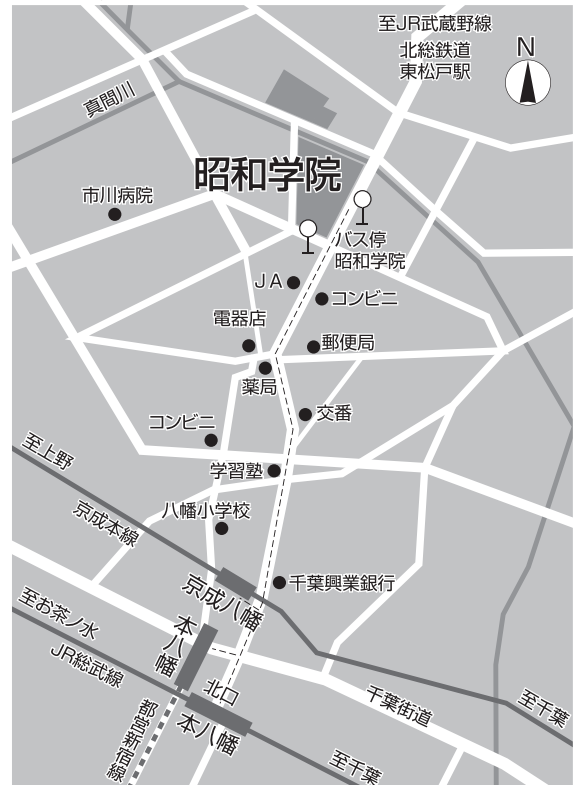 至JR武蔵野線
北総鉄道
東松戸駅
N
真間川
昭和学院
市川病院
バス停
昭和学院
JA
コンビニ
電器店
郵便局
薬局
交番
コンビニ
至上野
学習塾
京成本線
八幡小学校
千葉興業銀行
京成八幡
至お茶ノ水
本八幡
JR総武線
北口
千葉街道
至千葉
都営新宿線
本八幡
至千葉